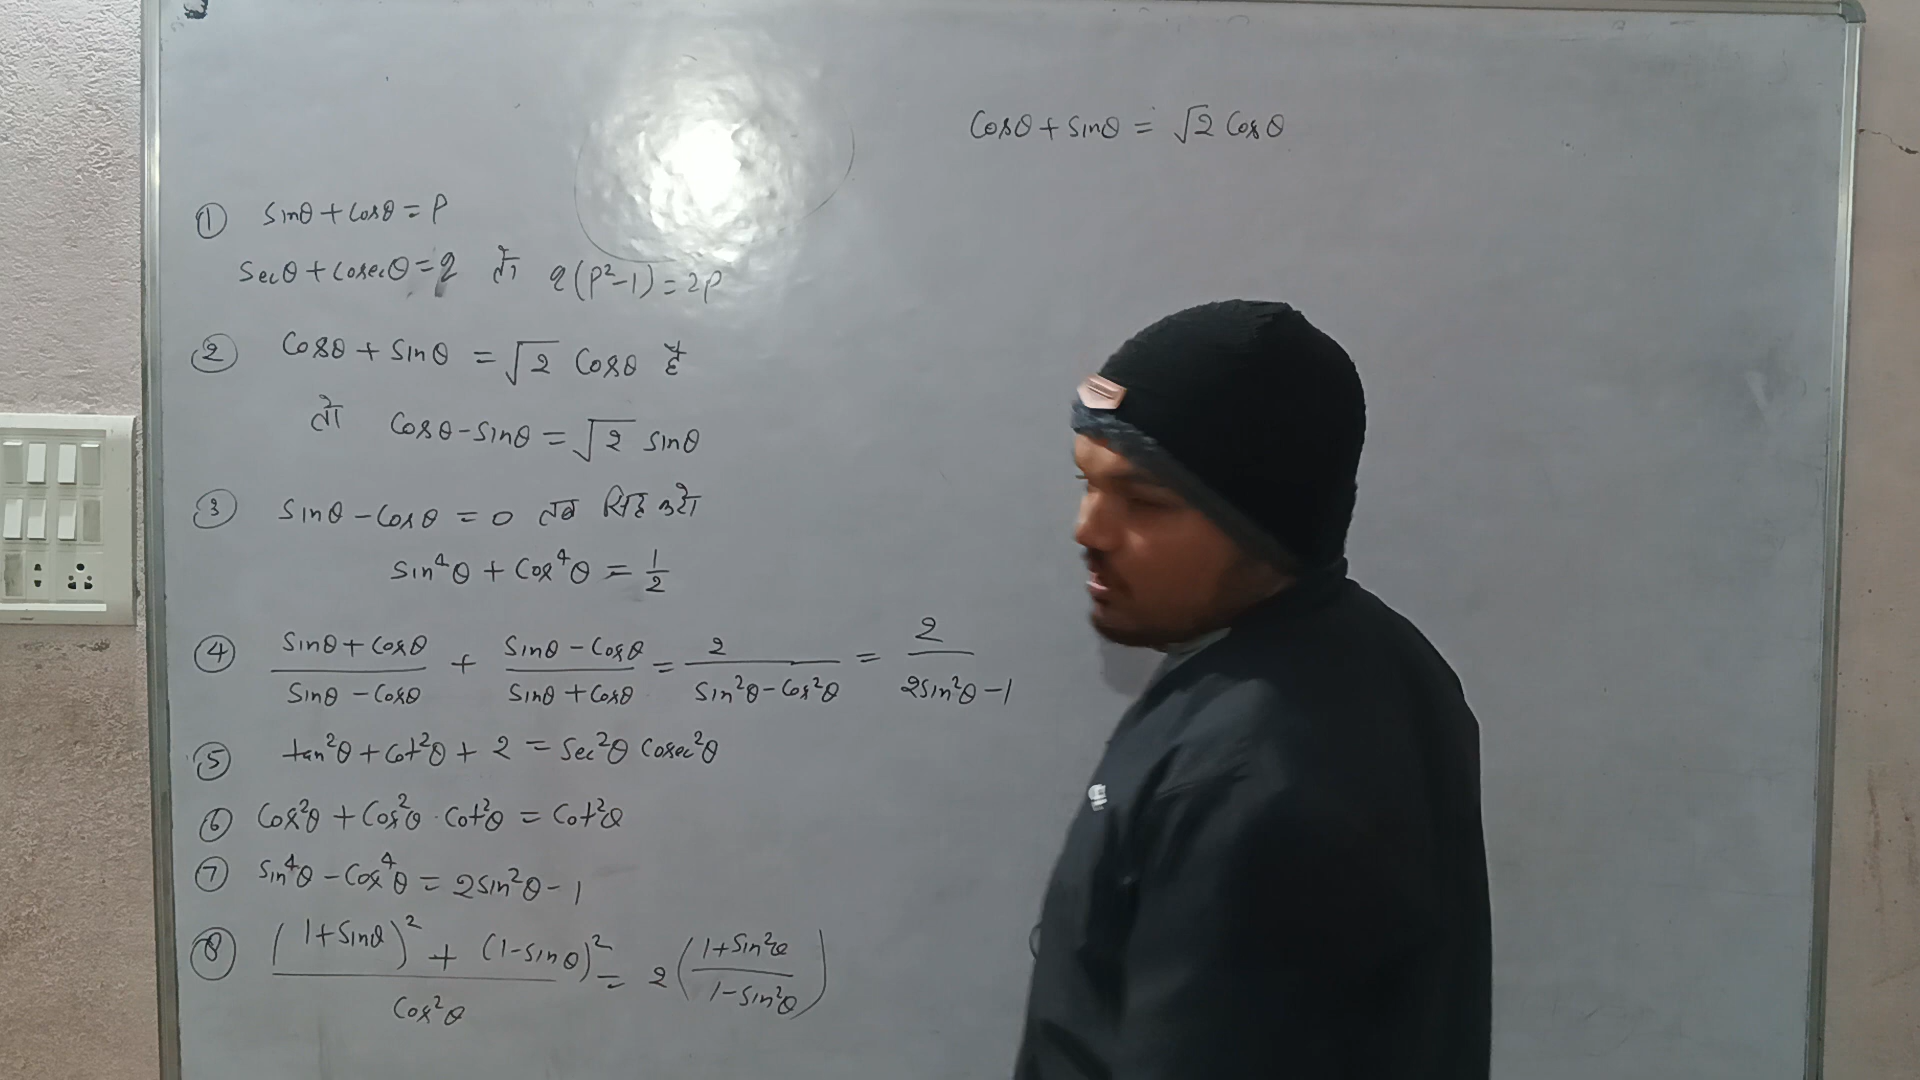 Cosθ + Sinθ = √2 Cosθ
① Sinθ + Cosθ = P
Secθ + Cosecθ = q तो q(P²-1) = 2P
② Cosθ + Sinθ = √2 Cosθ है
तो Cosθ - Sinθ = √2 Sinθ
③ Sinθ - Cosθ = 0 तब सिद्ध करो
Sin⁴θ + Cos⁴θ = 1/2
④ (Sinθ + Cosθ)/(Sinθ - Cosθ) + (Sinθ - Cosθ)/(Sinθ + Cosθ) = 2/(Sin²θ - Cos²θ) = 2/(2Sin²θ - 1)
⑤ tan²θ + Cot²θ + 2 = Sec²θ Cosec²θ
⑥ Cos²θ + Cos²θ · Cot²θ = Cot²θ
⑦ Sin⁴θ - Cos⁴θ = 2Sin²θ - 1
⑧ ((1+Sinθ)² + (1-Sinθ)²)/Cos²θ = 2((1+Sin²θ)/(1-Sin²θ))